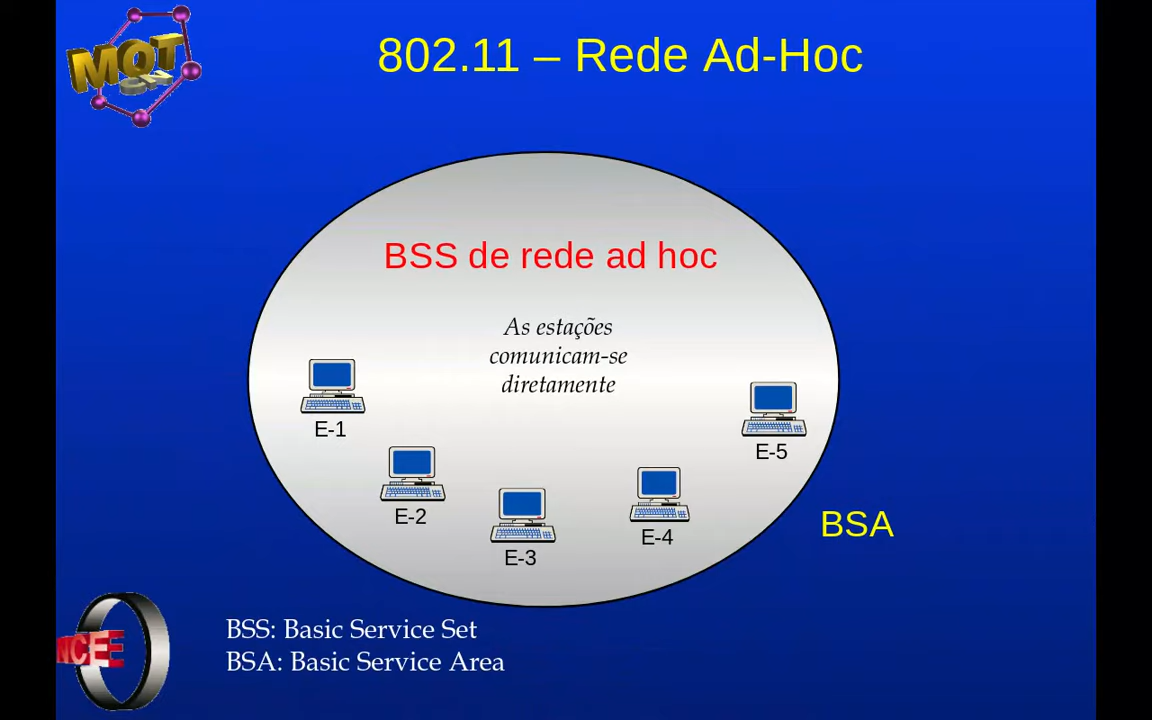 MQT
802.11 – Rede Ad-Hoc
BSS de rede ad hoc
As estações
comunicam-se
diretamente
E-1
E-2
E-3
E-4
E-5
BSA
BSS: Basic Service Set
BSA: Basic Service Area